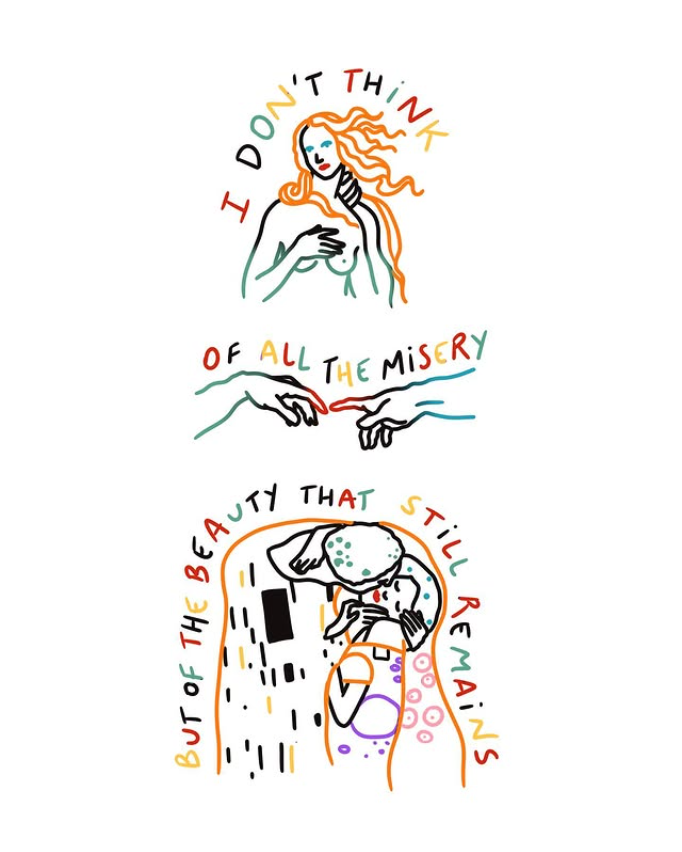 I DON'T THiNK
OF ALL THE MiSERY
BUT OF THE BEAUTY THAT STiLL REMAiNS